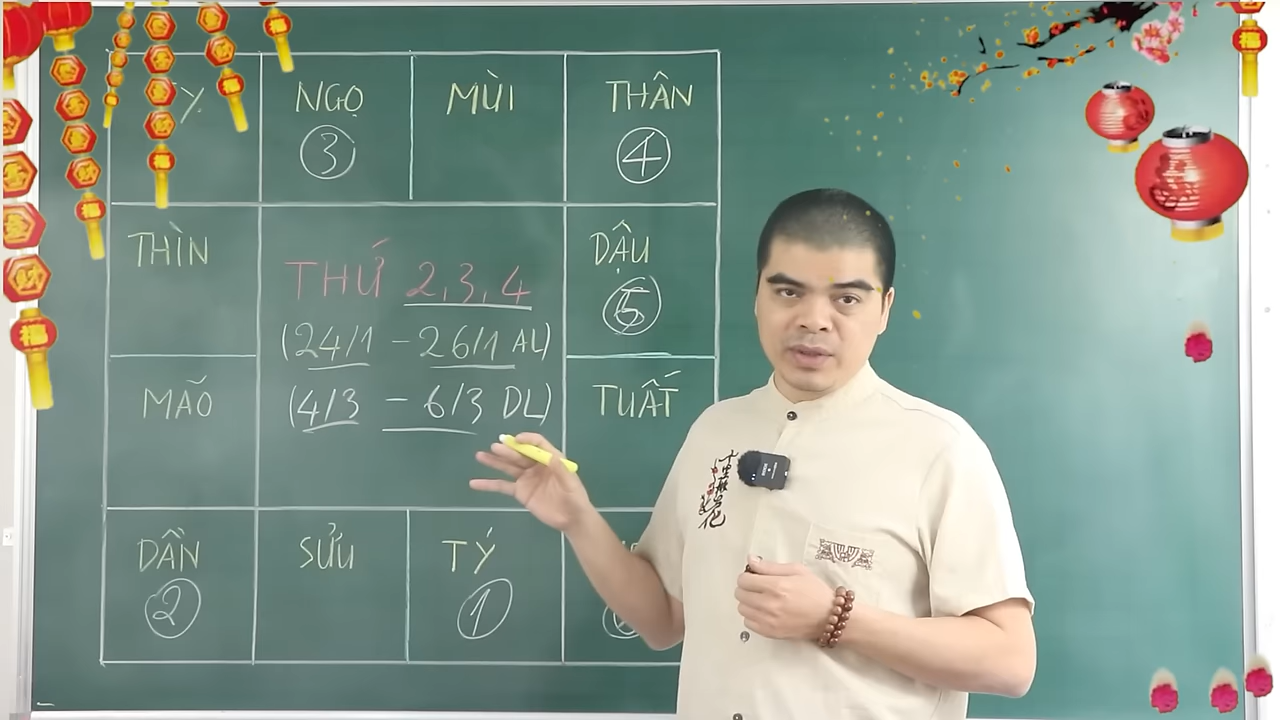 NGỌ
MÙI
THÂN
3
4
THÌN
DẬU
5
THỨ 2,3,4
(24/1 - 26/1 AL)
(4/3 - 6/3 DL)
MÃO
TUẤT
DẦN
SỬU
TÝ
2
1